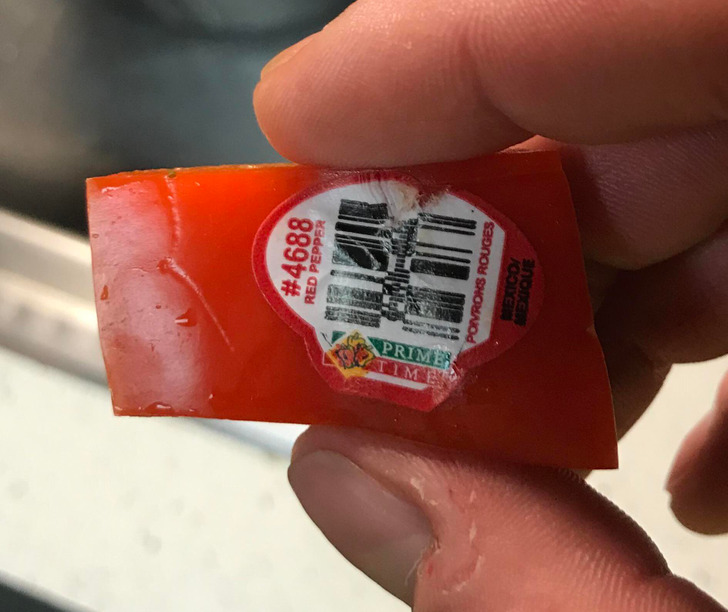 #4688
RED PEPPER
PRIME
TIME
POIVRONS ROUGES
MEXICO/
MEXIQUE